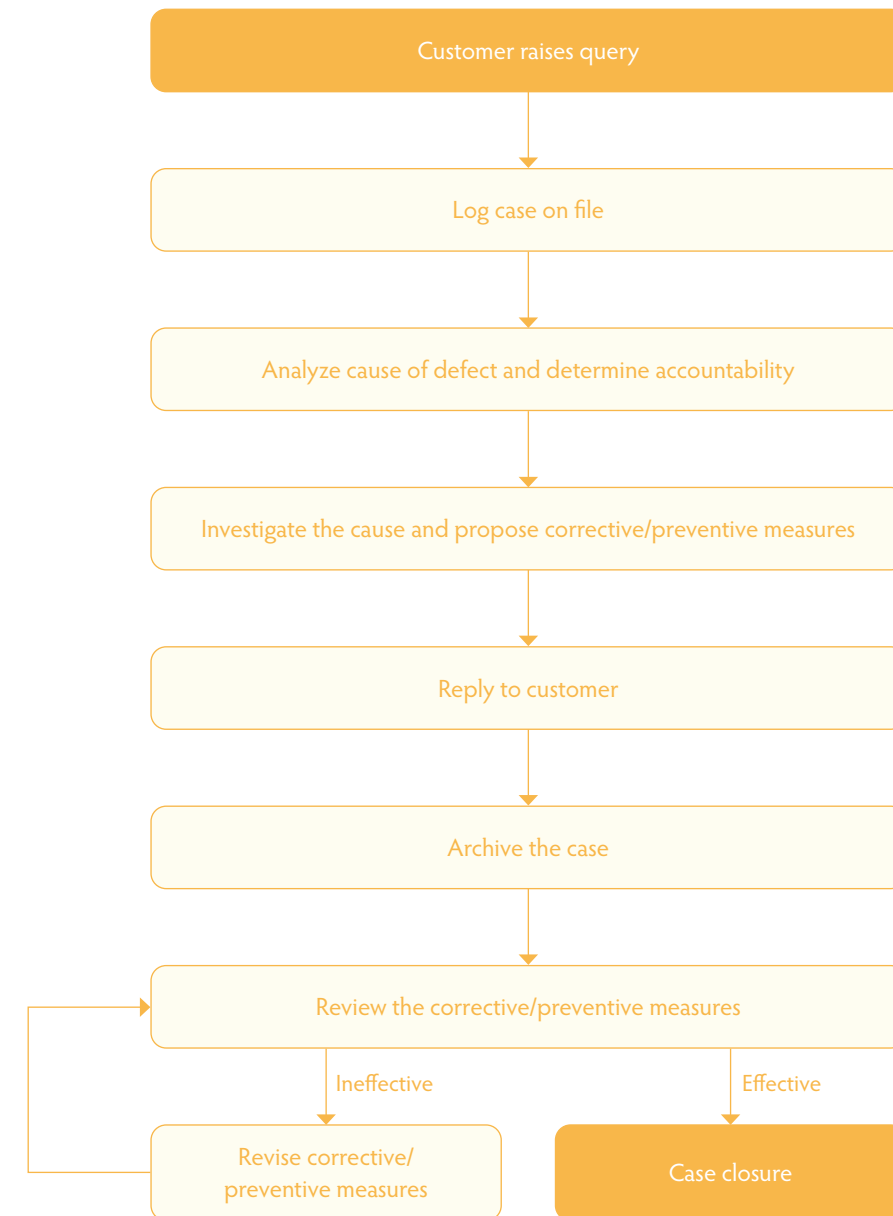 Customer raises query
Log case on file
Analyze cause of defect and determine accountability
Investigate the cause and propose corrective/preventive measures
Reply to customer
Archive the case
Review the corrective/preventive measures
Ineffective
Effective
Revise corrective/
preventive measures
Case closure